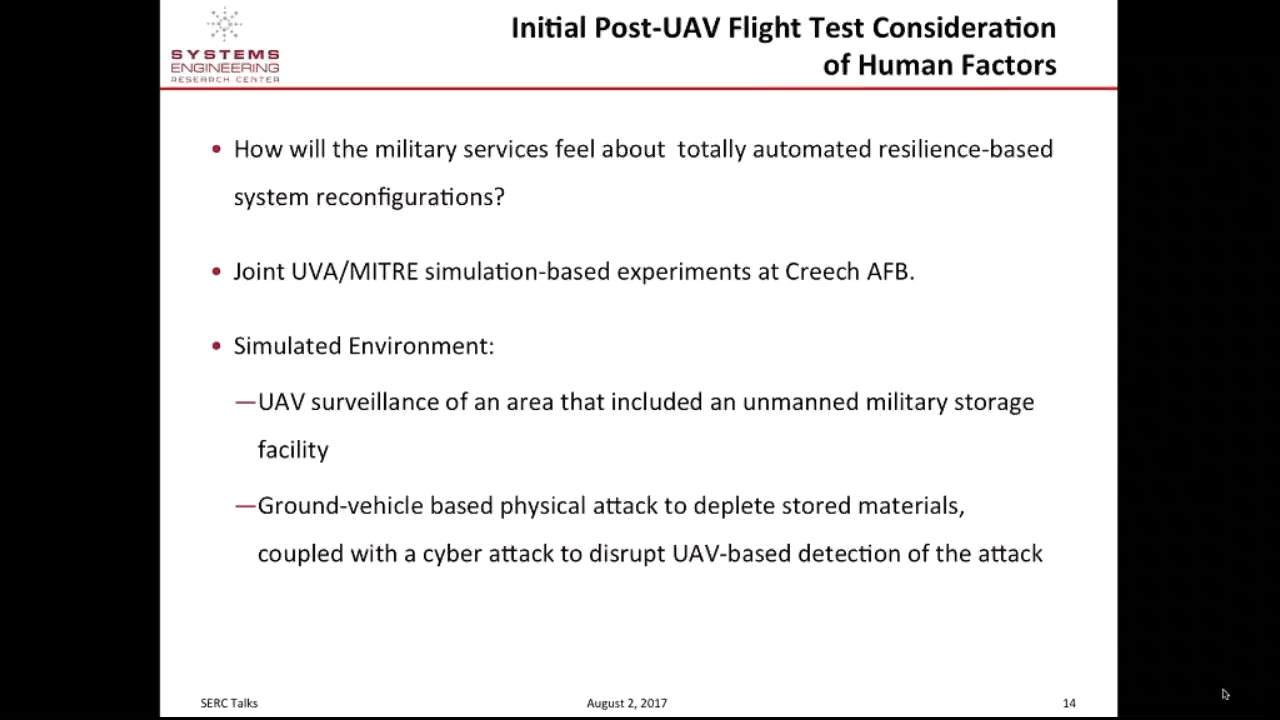 SYSTEMS
ENGINEERING
RESEARCH CENTER
Initial Post-UAV Flight Test Consideration
of Human Factors
• How will the military services feel about  totally automated resilience-based
system reconfigurations?
• Joint UVA/MITRE simulation-based experiments at Creech AFB.
• Simulated Environment:
—UAV surveillance of an area that included an unmanned military storage
facility
—Ground-vehicle based physical attack to deplete stored materials,
coupled with a cyber attack to disrupt UAV-based detection of the attack
SERC Talks
August 2, 2017
14